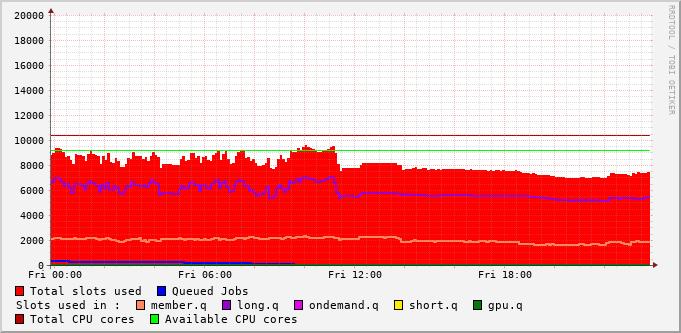 20000
18000
16000
14000
12000
10000
8000
6000
4000
2000
0
Fri 00:00 Fri 06:00 Fri 12:00 Fri 18:00
Total slots used Queued Jobs
Slots used in : member.q long.q ondemand.q short.q gpu.q
Total CPU cores Available CPU cores
RRDTOOL / TOBI OETIKER